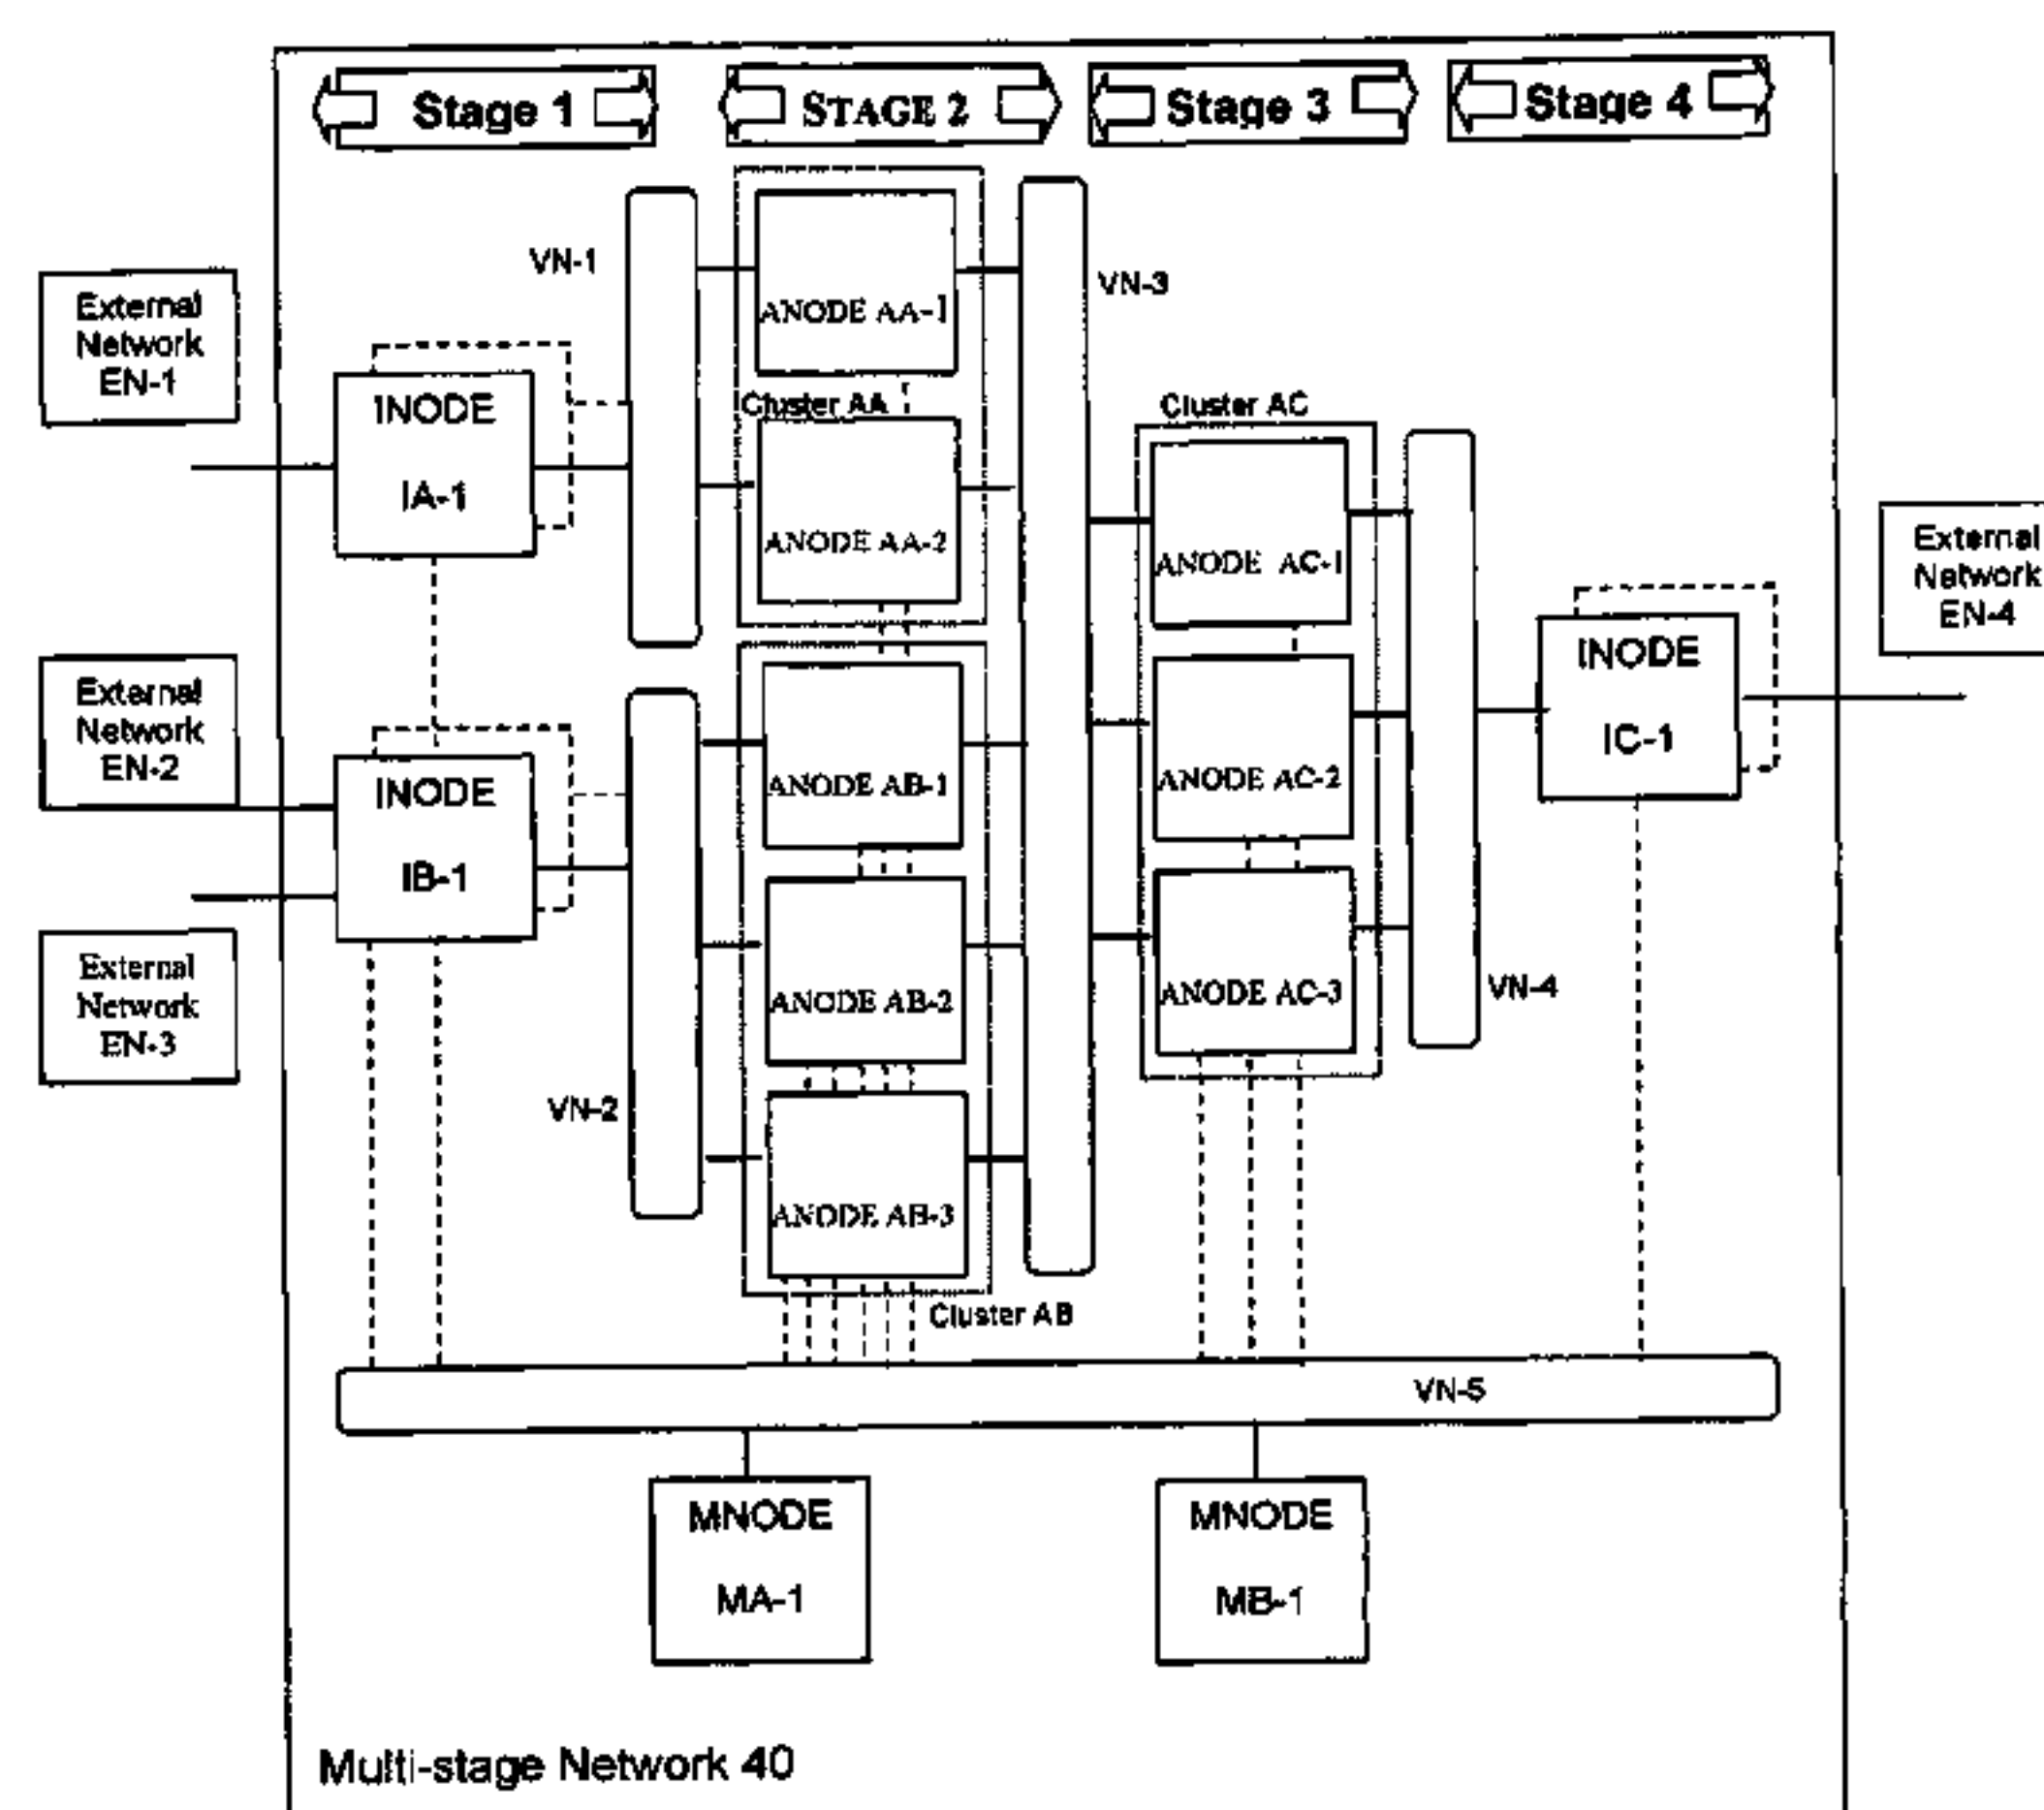 Stage 1
STAGE 2
Stage 3
Stage 4
VN-1
ANODE AA-1
VN-3
External
Network
EN-1
INODE
IA-1
Cluster AA
ANODE AA-2
Cluster AC
ANODE AC-1
External
Network
EN-4
External
Network
EN-2
INODE
IB-1
ANODE AB-1
ANODE AC-2
INODE
IC-1
External
Network
EN-3
ANODE AB-2
ANODE AC-3
VN-4
VN-2
ANODE AB-3
Cluster AB
VN-5
MNODE
MA-1
MNODE
MB-1
Multi-stage Network 40